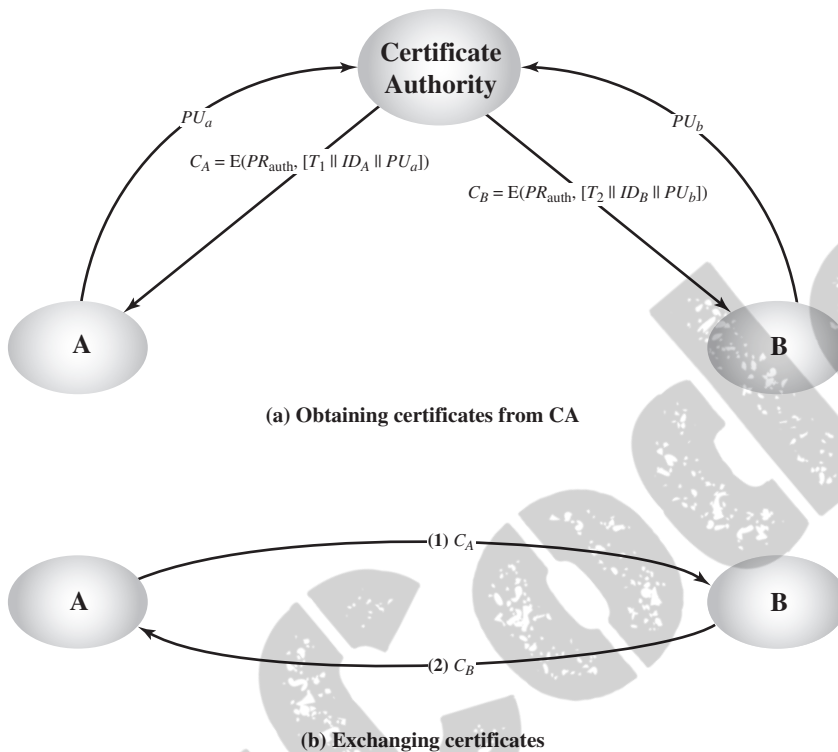 Certificate
Authority
PUa
PUb
CA = E(PRauth, [T1 || IDA || PUa])
CB = E(PRauth, [T2 || IDB || PUb])
A
B
(a) Obtaining certificates from CA
(1) CA
A
B
(2) CB
(b) Exchanging certificates